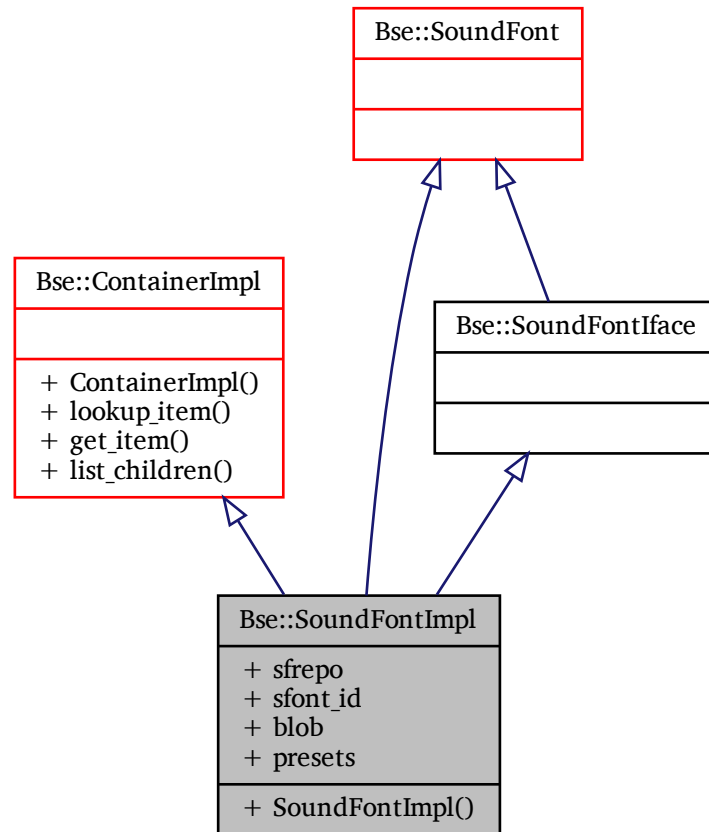 Bse::SoundFont
Bse::ContainerImpl
+ ContainerImpl()
+ lookup_item()
+ get_item()
+ list_children()
Bse::SoundFontIface
Bse::SoundFontImpl
+ sfrepo
+ sfont_id
+ blob
+ presets
+ SoundFontImpl()